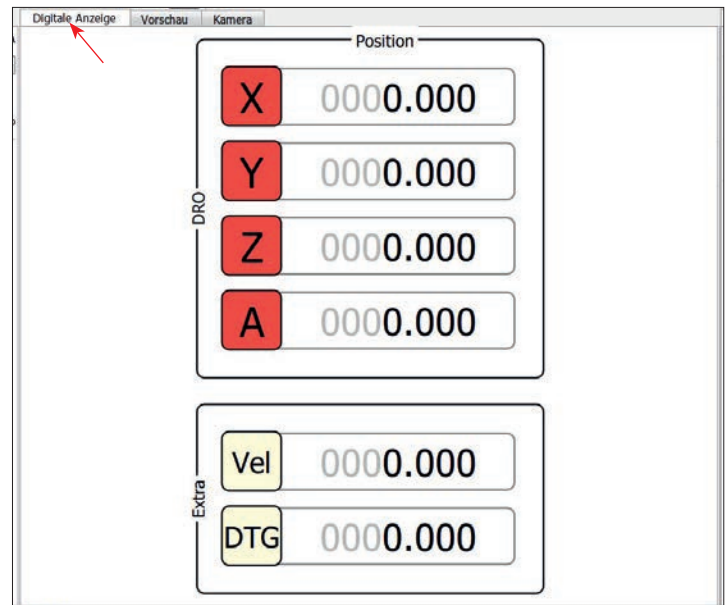 Digitale Anzeige Vorschau Kamera
Position
DRO
X 0000.000
Y 0000.000
Z 0000.000
A 0000.000
Extra
Vel 0000.000
DTG 0000.000